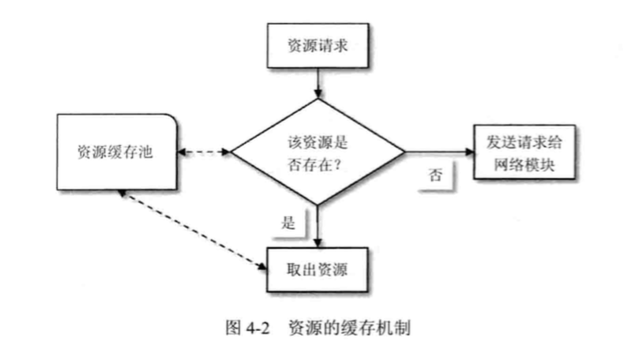 资源请求
资源缓存池
该资源是
否存在？
发送请求给
网络模块
否
是
取出资源
图 4-2 资源的缓存机制